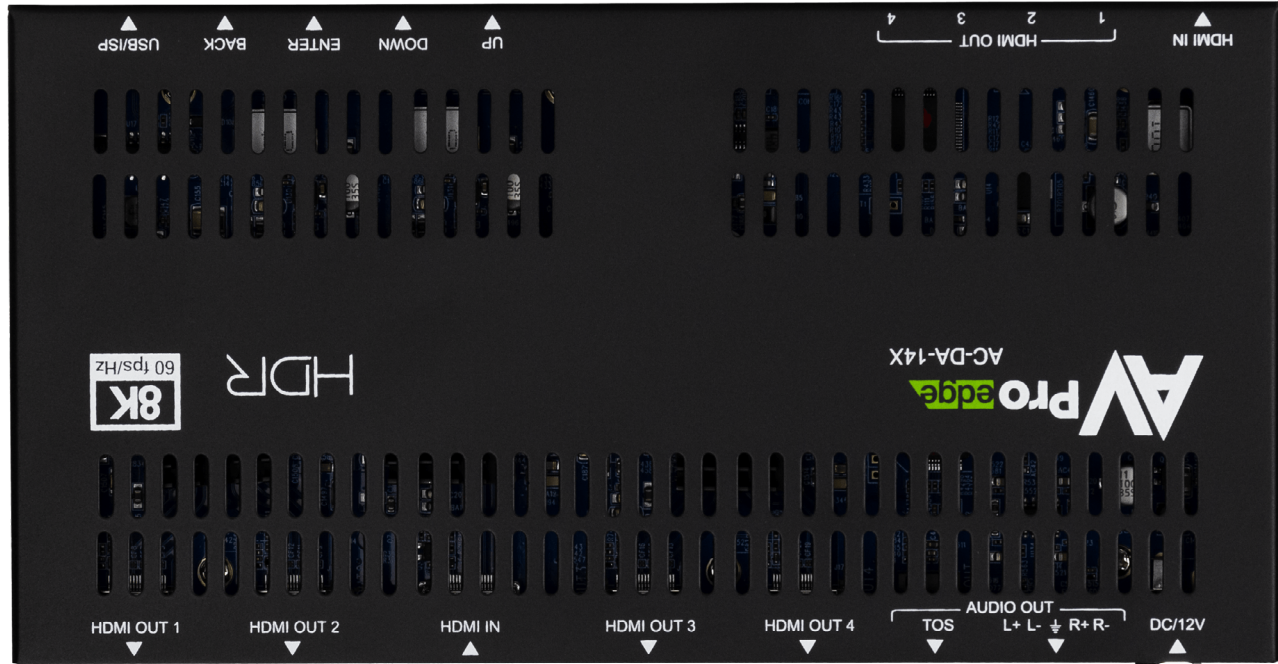 USB/ISP BACK ENTER DOWN UP
4 3 2 1
HDMI OUT
HDMI IN
8K
60 fps/Hz
HDR
AVPro edge
AC-DA-14X
HDMI OUT 1 HDMI OUT 2 HDMI IN HDMI OUT 3 HDMI OUT 4
AUDIO OUT
TOS L+ L- ⏚ R+ R-
DC/12V